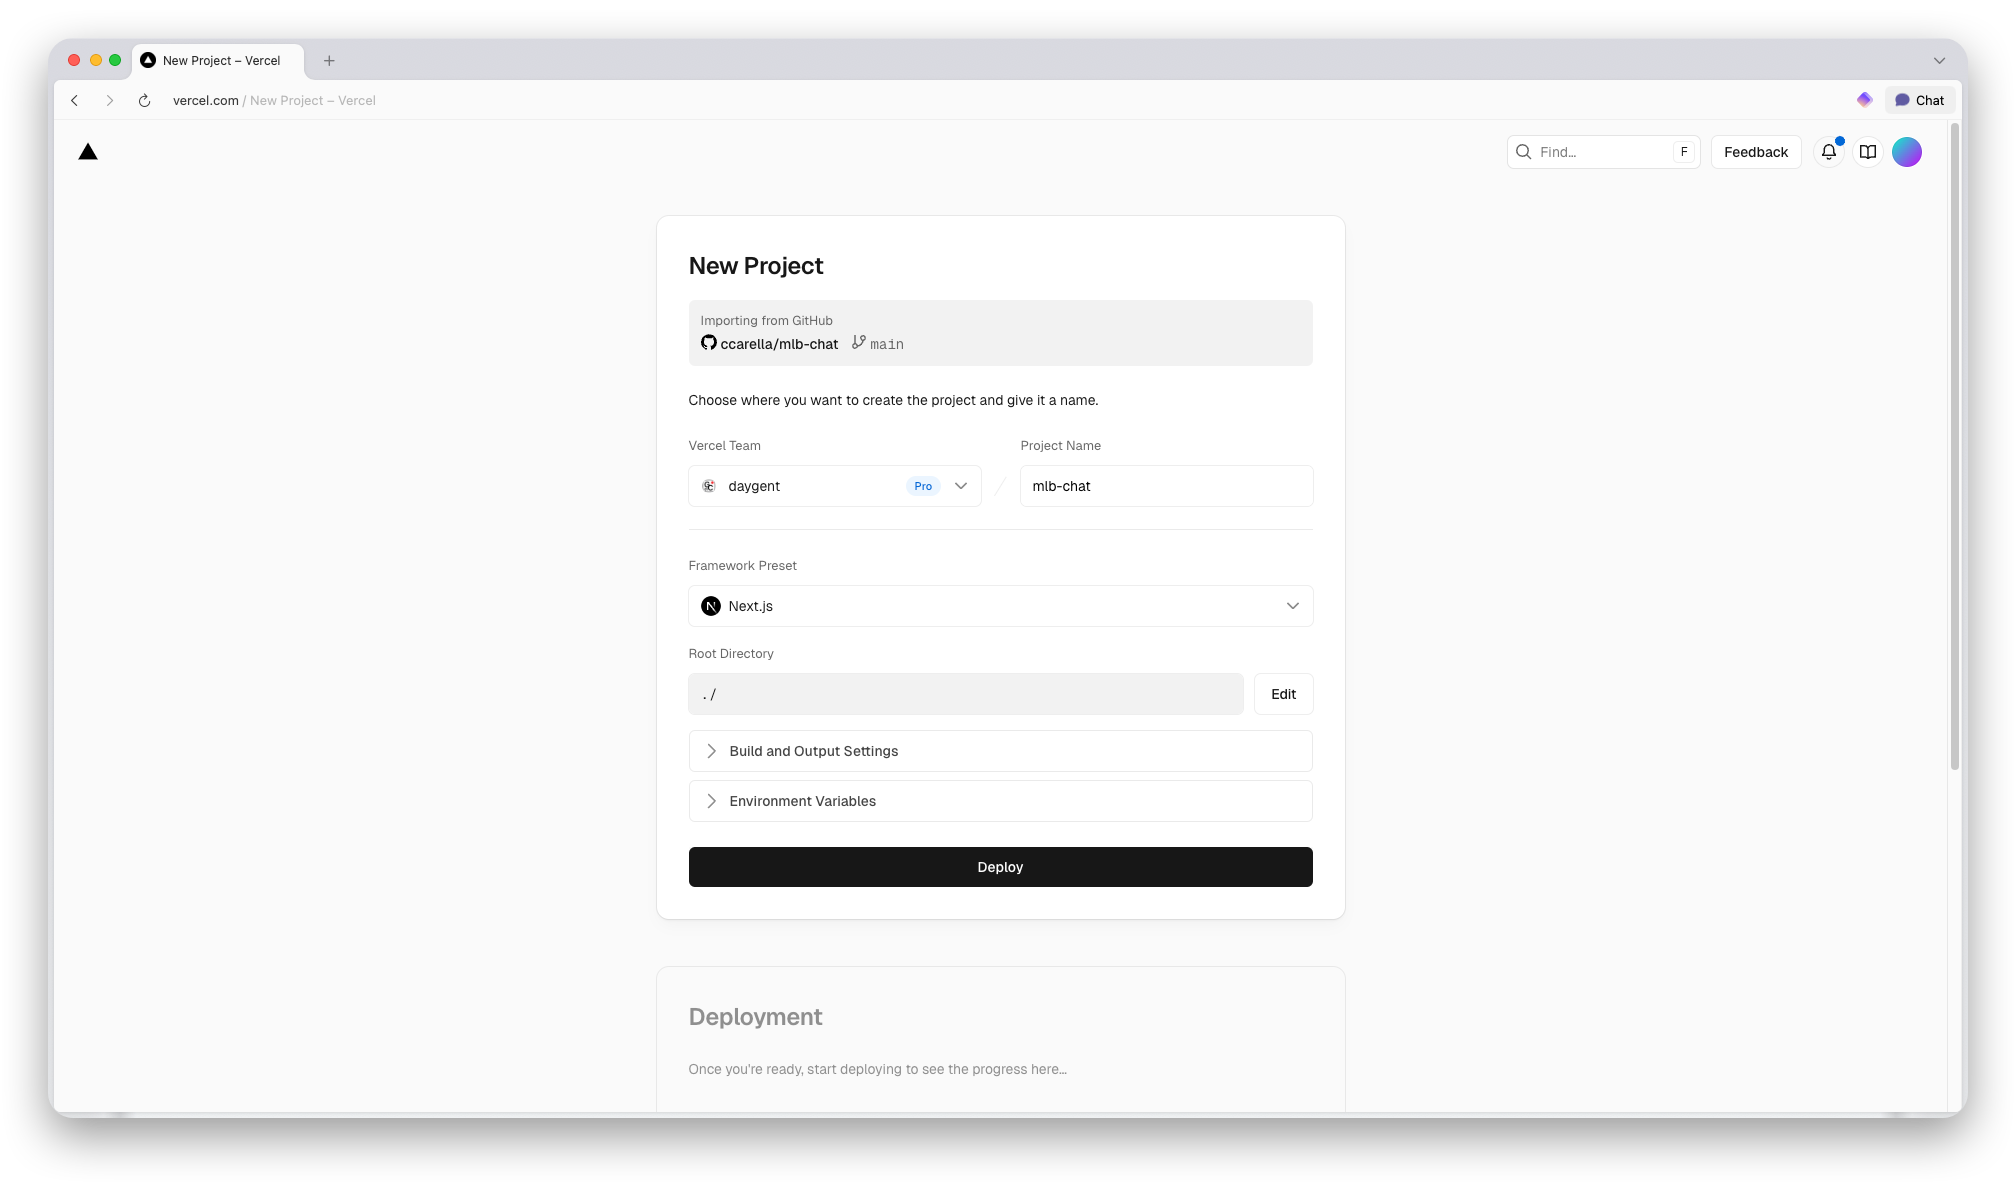 New Project – Vercel
vercel.com / New Project – Vercel
Chat
Find...
F
Feedback
New Project
Importing from GitHub
ccarella/mlb-chat
main
Choose where you want to create the project and give it a name.
Vercel Team
Project Name
daygent
Pro
mlb-chat
Framework Preset
N
Next.js
Root Directory
./
Edit
Build and Output Settings
Environment Variables
Deploy
Deployment
Once you're ready, start deploying to see the progress here...